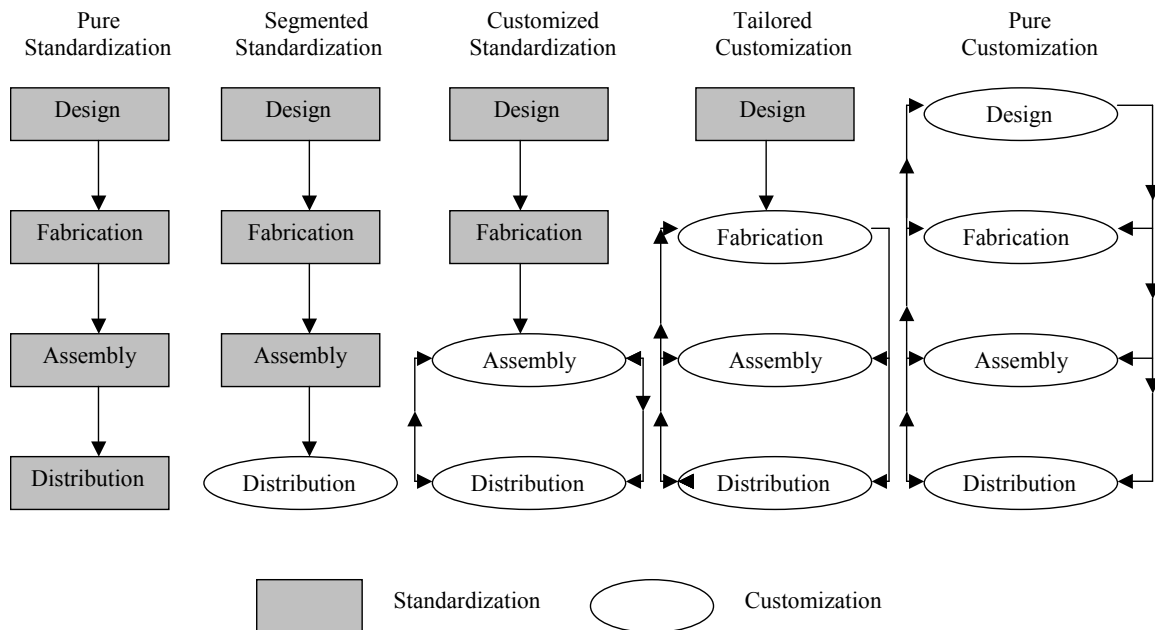 Pure
Standardization
Segmented
Standardization
Customized
Standardization
Tailored
Customization
Pure
Customization
Design
Design
Design
Design
Design
Fabrication
Fabrication
Fabrication
Fabrication
Fabrication
Assembly
Assembly
Assembly
Assembly
Assembly
Distribution
Distribution
Distribution
Distribution
Distribution
Standardization
Customization